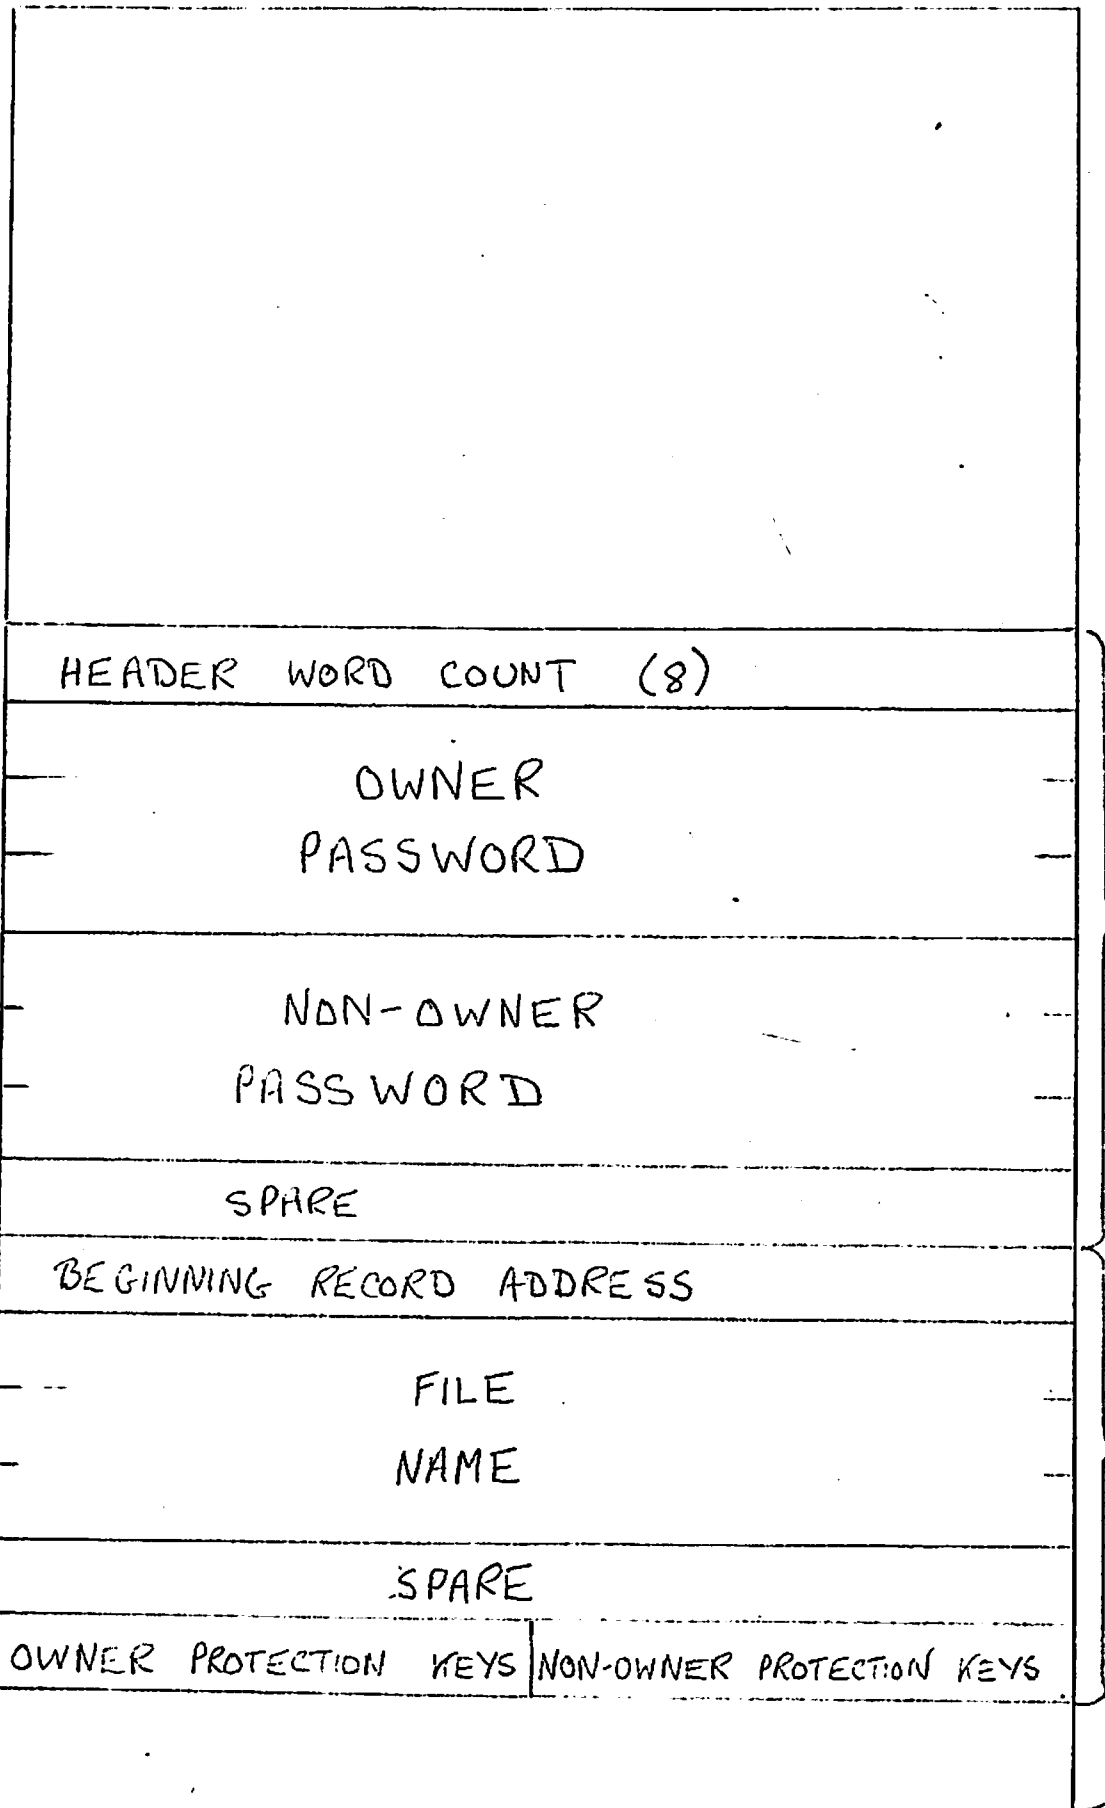 HEADER WORD COUNT (8)
OWNER
PASSWORD
NON-OWNER
PASSWORD
SPARE
BEGINNING RECORD ADDRESS
FILE
NAME
SPARE
OWNER PROTECTION KEYS NON-OWNER PROTECTION KEYS